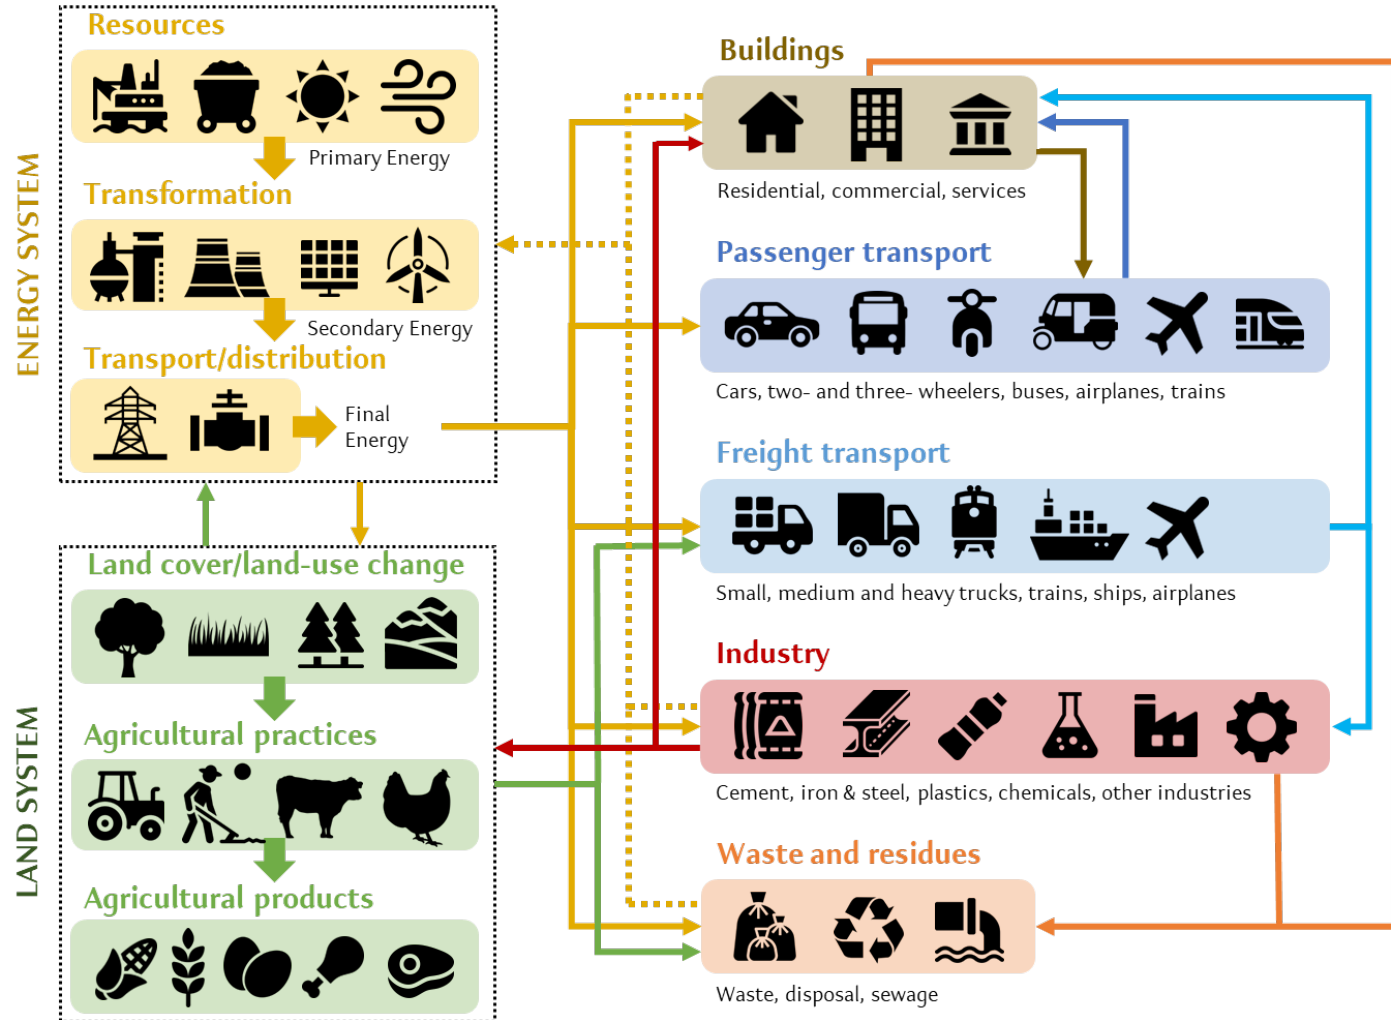 ENERGY SYSTEM
Resources
Primary Energy
Transformation
Secondary Energy
Transport/distribution
Final
Energy
LAND SYSTEM
Land cover/land-use change
Agricultural practices
Agricultural products
Buildings
Residential, commercial, services
Passenger transport
Cars, two- and three- wheelers, buses, airplanes, trains
Freight transport
Small, medium and heavy trucks, trains, ships, airplanes
Industry
Cement, iron & steel, plastics, chemicals, other industries
Waste and residues
Waste, disposal, sewage